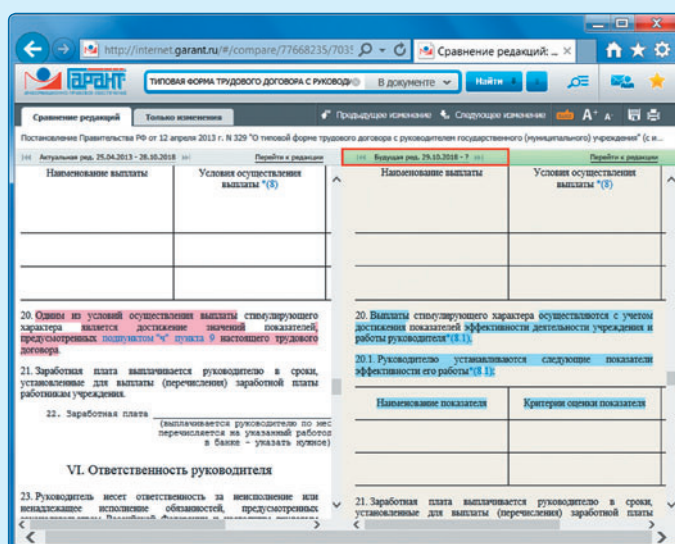 http://internet.garant.ru/#/compare/77668235/703
Сравнение редакций: ...
ГАРАНТ
ТИПОВАЯ ФОРМА ТРУДОВОГО ДОГОВОРА С РУКОВОД
В документе
Найти
Сравнение редакций
Только изменения
Предыдущее изменение
Следующее изменение
Постановление Правительства РФ от 12 апреля 2013 г. N 329 "О типовой форме трудового договора с руководителем государственного (муниципального) учреждения" (с и...
Актуальная ред. 25.04.2013 - 28.10.2018
Перейти к редакции
Будущая ред. 29.10.2018 - ?
Перейти к редакции
Наименование выплаты
Условия осуществления
выплаты *(8)
20. Одним из условий осуществления выплаты стимулирующего
характера является достижение значений показателей,
предусмотренных подпунктом "ч" пункта 9 настоящего трудового
договора.
21. Заработная плата выплачивается руководителю в сроки,
установленные для выплаты (перечисления) заработной платы
работникам учреждения.
22. Заработная плата
(выплачивается руководителю по мес
перечисляется на указанный работод
в банке - указать нужное)
VI. Ответственность руководителя
23. Руководитель несет ответственность за неисполнение или
ненадлежащее исполнение обязанностей, предусмотренных
Наименование выплаты
Условия осуществления
выплаты *(8)
20. Выплаты стимулирующего характера осуществляются с учетом
достижения показателей эффективности деятельности учреждения и
работы руководителя*(8.1).
20.1. Руководителю устанавливаются следующие показатели
эффективности его работы*(8.1):
Наименование показателя
Критерии оценки показателя
21. Заработная плата выплачивается руководителю в сроки,
установленные для выплаты (перечисления) заработной платы